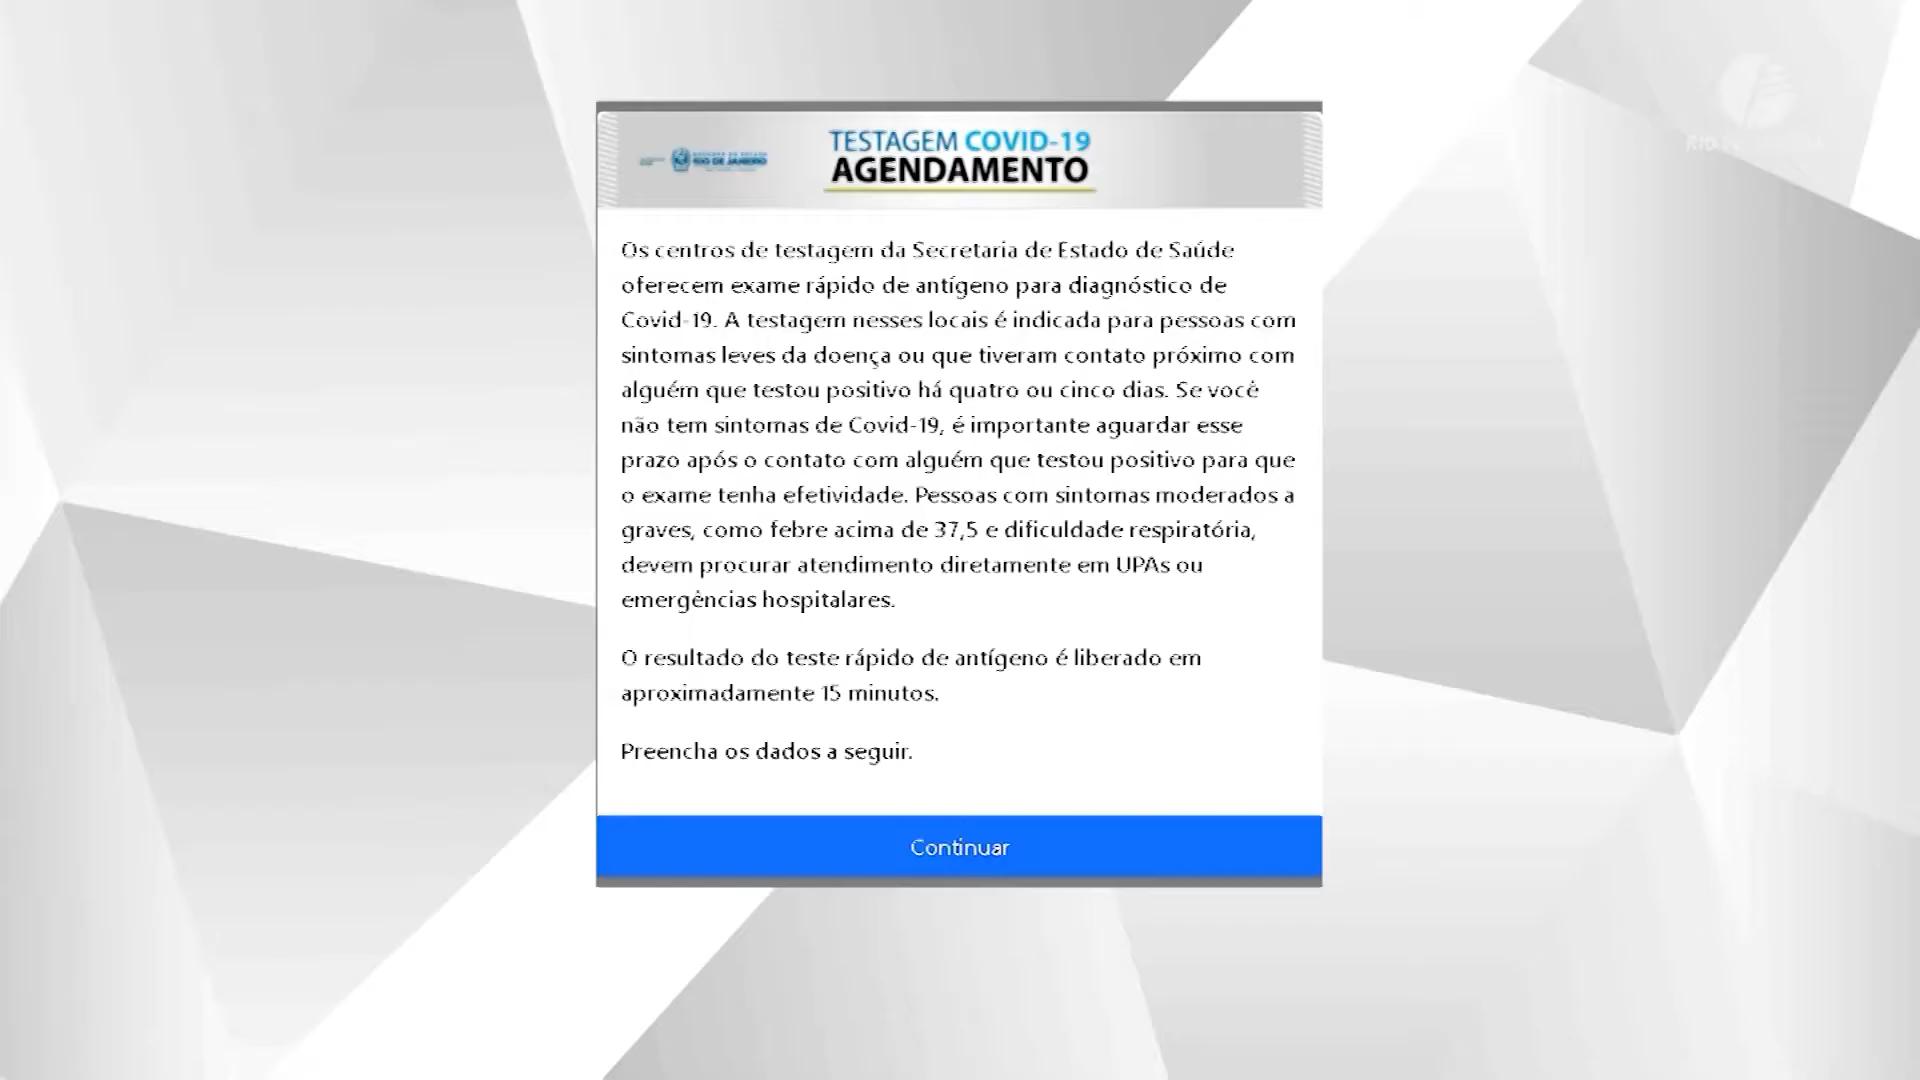 RIO DE JANEIRO
TESTAGEM COVID-19
AGENDAMENTO
Os centros de testagem da Secretaria de Estado de Saúde
oferecem exame rápido de antígeno para diagnóstico de
Covid-19. A testagem nesses locais é indicada para pessoas com
sintomas leves da doença ou que tiveram contato próximo com
alguém que testou positivo há quatro ou cinco dias. Se você
não tem sintomas de Covid-19, é importante aguardar esse
prazo após o contato com alguém que testou positivo para que
o exame tenha efetividade. Pessoas com sintomas moderados a
graves, como febre acima de 37,5 e dificuldade respiratória,
devem procurar atendimento diretamente em UPAs ou
emergências hospitalares.
O resultado do teste rápido de antígeno é liberado em
aproximadamente 15 minutos.
Preencha os dados a seguir.
Continuar